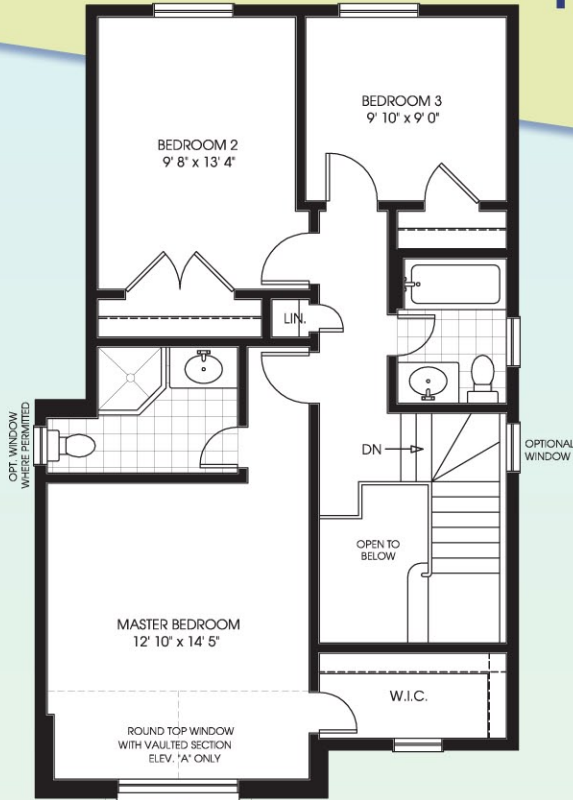 BEDROOM 3
9' 10" x 9' 0"
BEDROOM 2
9' 8" x 13' 4"
LIN.
OPT. WINDOW
WHERE PERMITTED
DN
OPTIONAL
WINDOW
OPEN TO
BELOW
MASTER BEDROOM
12' 10" x 14' 5"
W.I.C.
ROUND TOP WINDOW
WITH VAULTED SECTION
ELEV. "A" ONLY